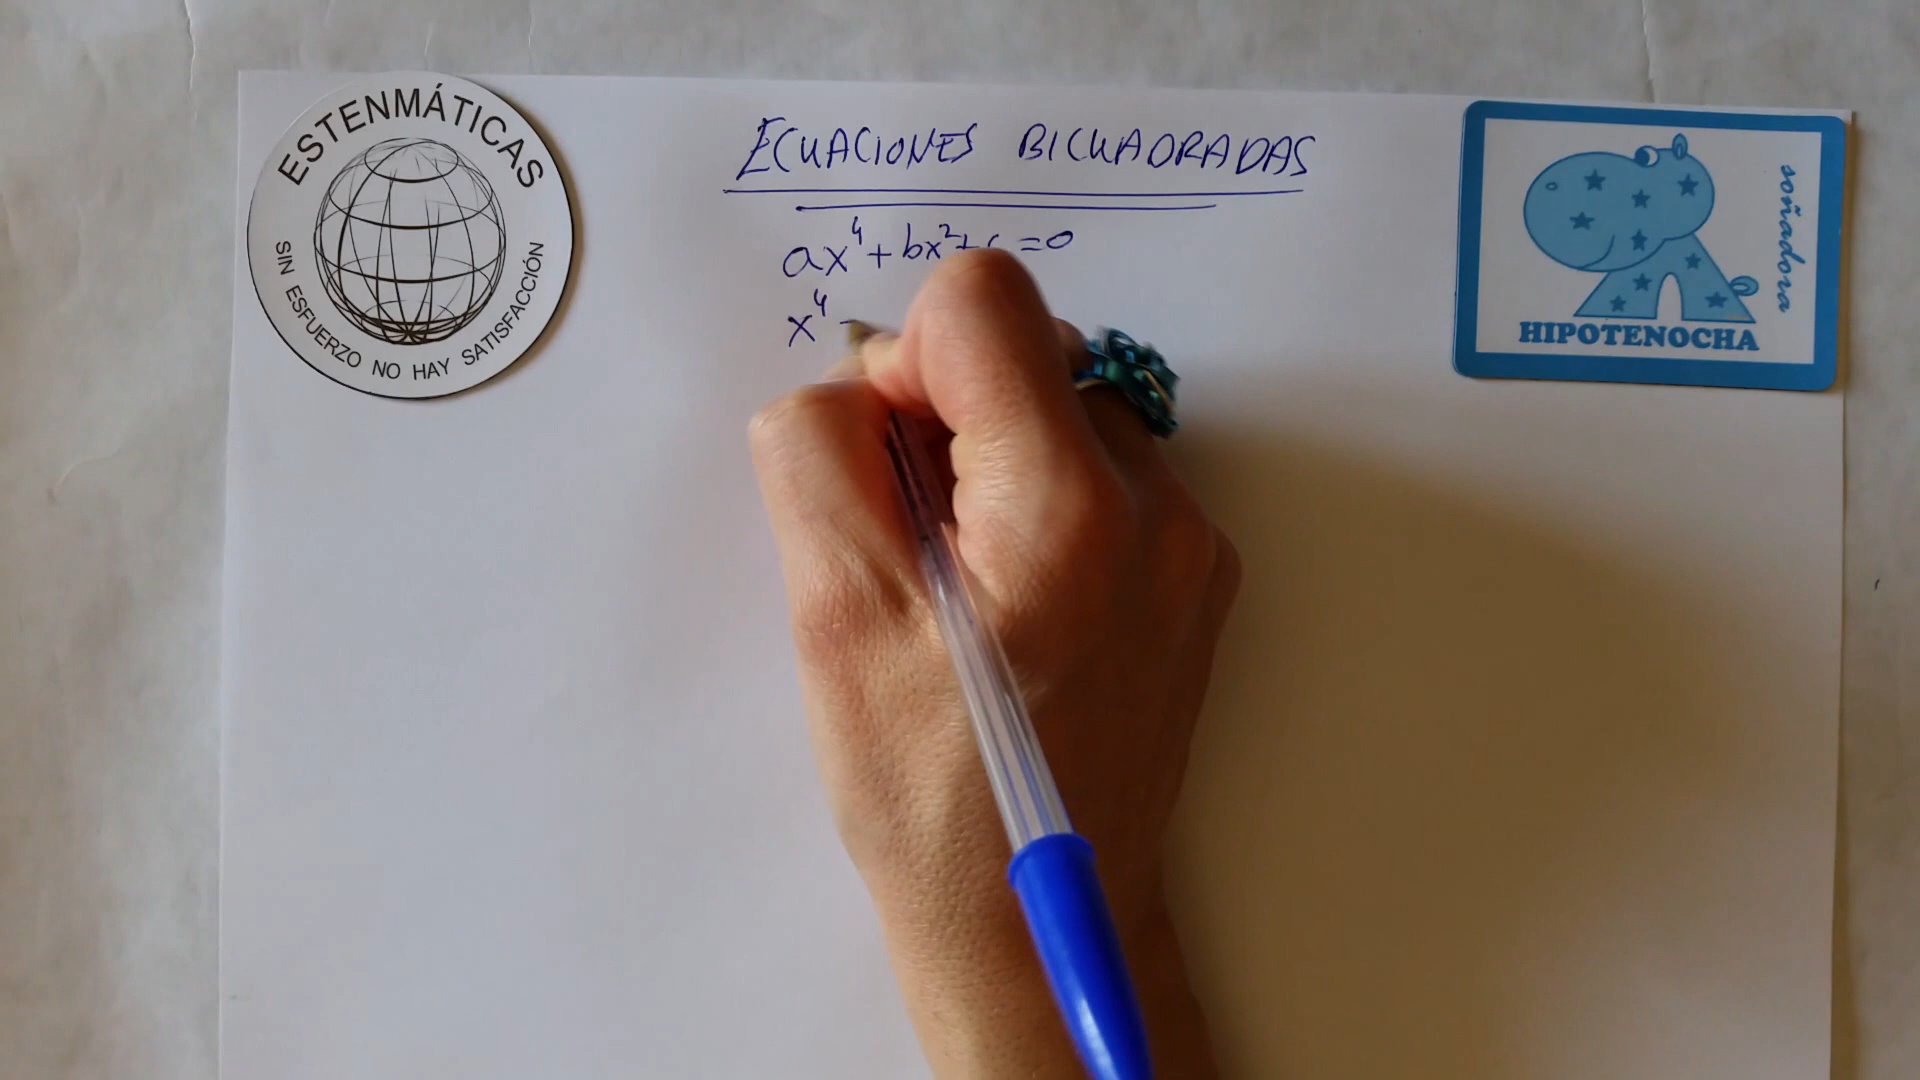 ESTENMÁTICAS
SIN ESFUERZO NO HAY SATISFACCIÓN
ECUACIONES BICUADRADAS
ax⁴+bx²+c=0
x⁴ -
soñadora
HIPOTENOCHA